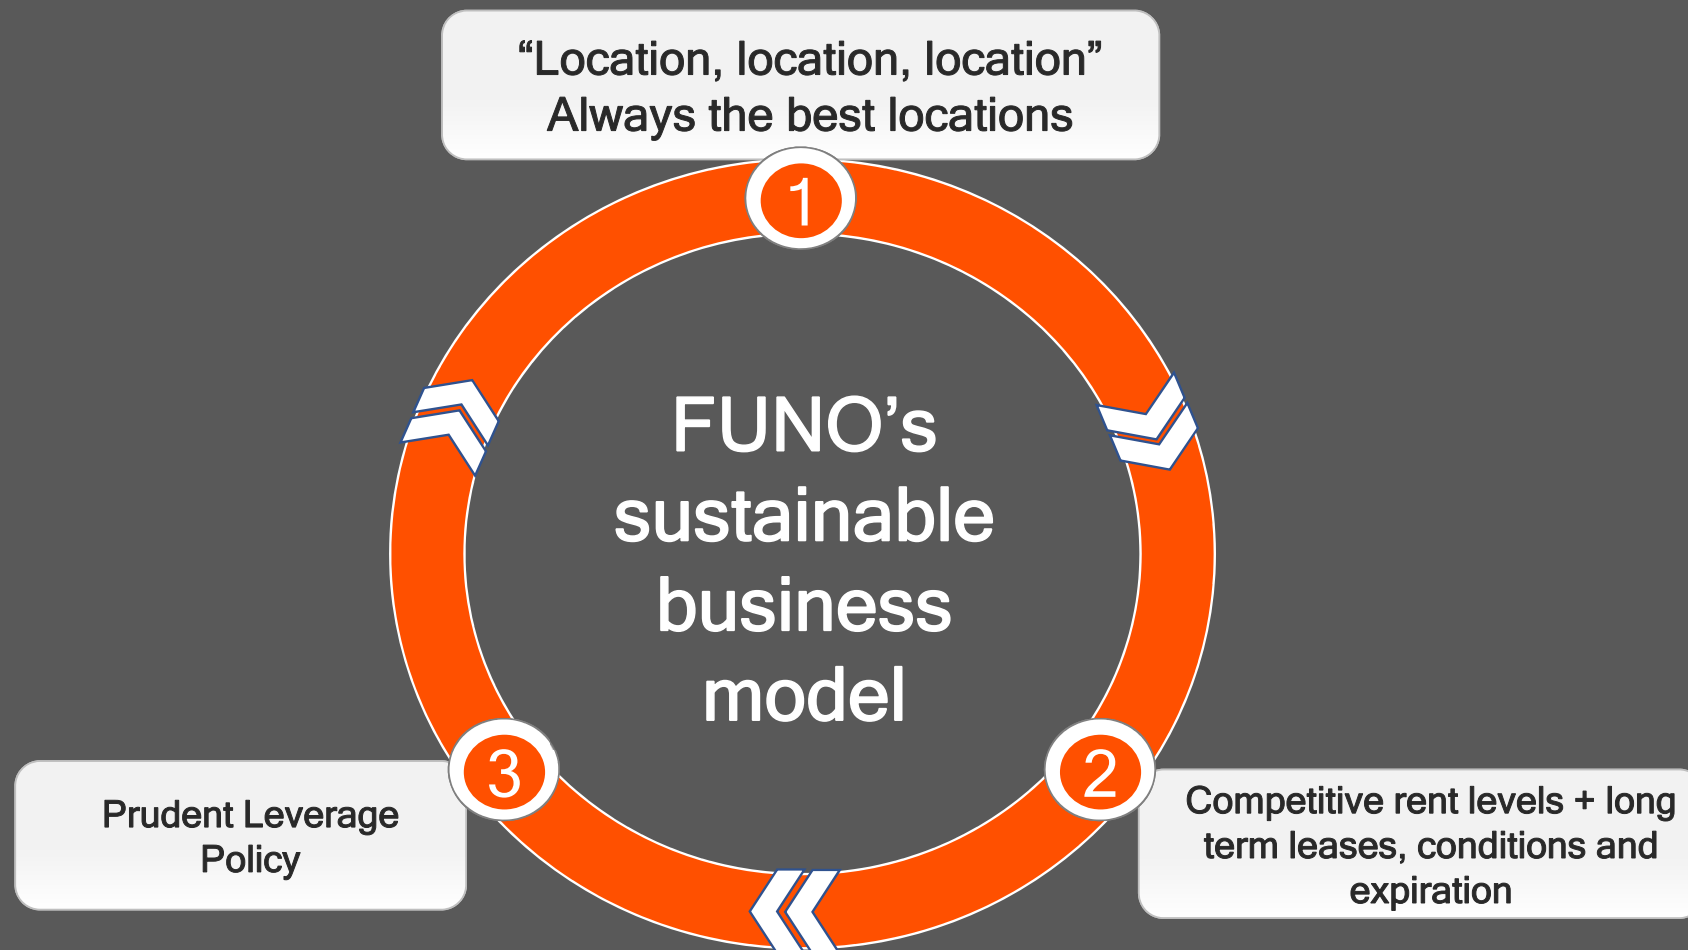 “Location, location, location”
Always the best locations
1
FUNO’s
sustainable
business
model
3
2
Prudent Leverage
Policy
Competitive rent levels + long
term leases, conditions and
expiration